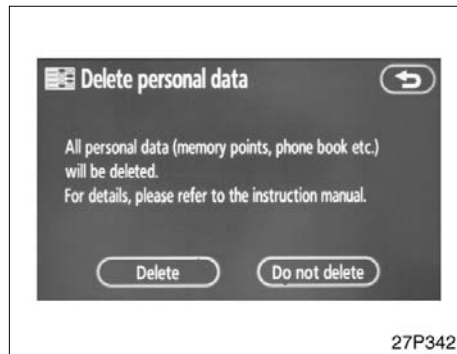 Delete personal data
All personal data (memory points, phone book etc.)
will be deleted.
For details, please refer to the instruction manual.
Delete
Do not delete
27P342